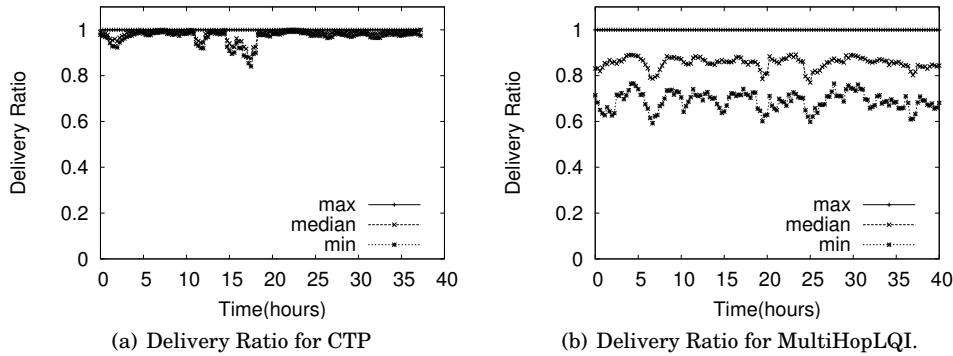 1
0.8
0.6
0.4
0.2
0
Delivery Ratio
max
median
min
0 5 10 15 20 25 30 35 40
Time(hours)
(a) Delivery Ratio for CTP
1
0.8
0.6
0.4
0.2
0
Delivery Ratio
max
median
min
0 5 10 15 20 25 30 35 40
Time(hours)
(b) Delivery Ratio for MultiHopLQI.